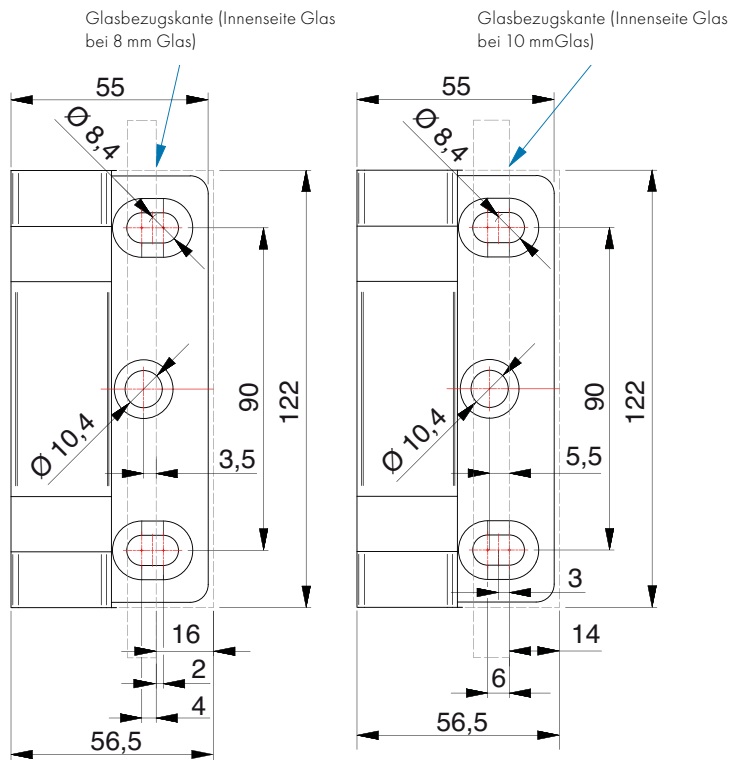 Glasbezugskante (Innenseite Glas
bei 8 mm Glas)
55
Ø 8,4
Ø 10,4
3,5
90
122
16
2
4
56,5
Glasbezugskante (Innenseite Glas
bei 10 mmGlas)
55
Ø 8,4
Ø 10,4
5,5
90
122
3
14
6
56,5